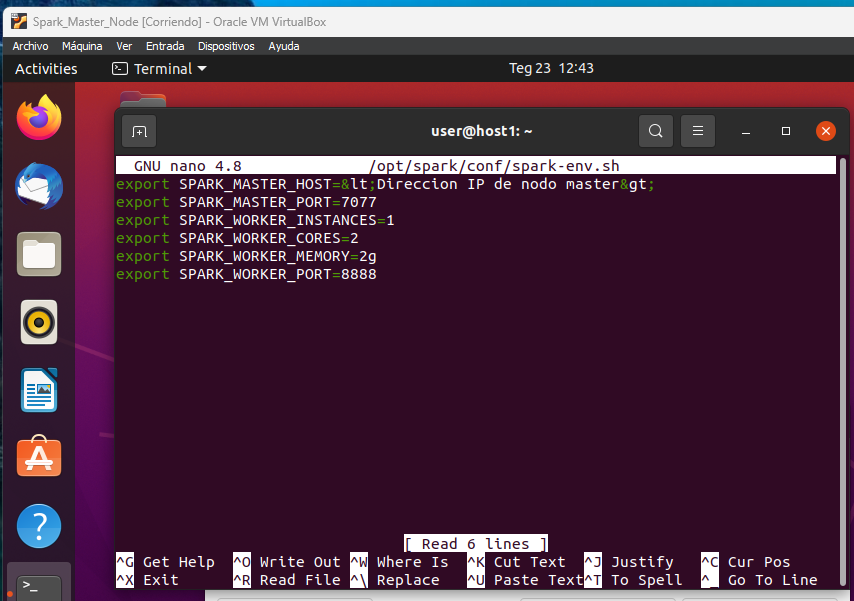 Spark_Master_Node [Corriendo] - Oracle VM VirtualBox
Archivo Máquina Ver Entrada Dispositivos Ayuda
Activities Terminal Teg 23 12:43
user@host1: ~
GNU nano 4.8 /opt/spark/conf/spark-env.sh
export SPARK_MASTER_HOST=&lt;Direccion IP de nodo master&gt;
export SPARK_MASTER_PORT=7077
export SPARK_WORKER_INSTANCES=1
export SPARK_WORKER_CORES=2
export SPARK_WORKER_MEMORY=2g
export SPARK_WORKER_PORT=8888
[ Read 6 lines ]
^G Get Help ^O Write Out ^W Where Is ^K Cut Text ^J Justify ^C Cur Pos
^X Exit ^R Read File ^\ Replace ^U Paste Text ^T To Spell ^_ Go To Line